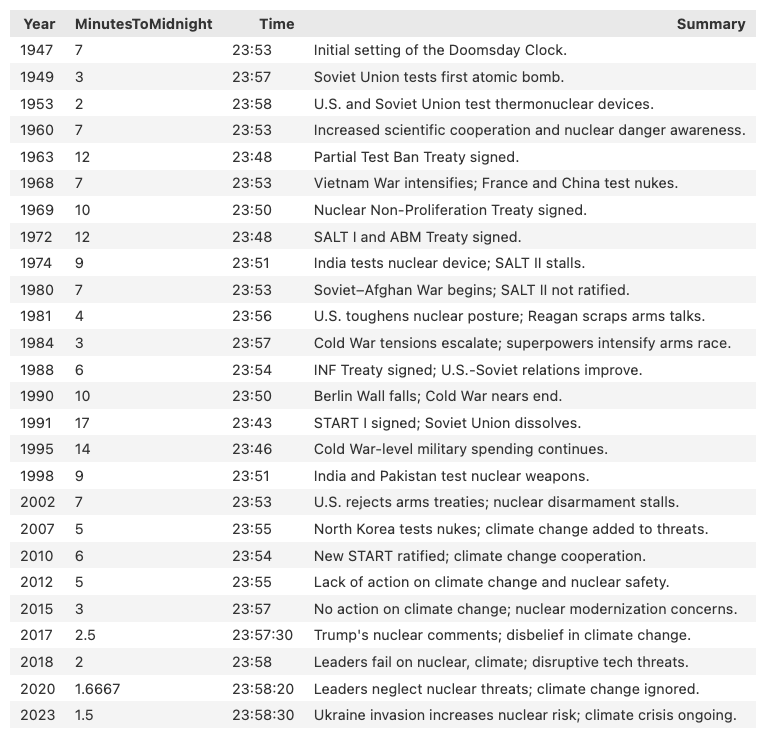 Year MinutesToMidnight Time Summary
1947 7 23:53 Initial setting of the Doomsday Clock.
1949 3 23:57 Soviet Union tests first atomic bomb.
1953 2 23:58 U.S. and Soviet Union test thermonuclear devices.
1960 7 23:53 Increased scientific cooperation and nuclear danger awareness.
1963 12 23:48 Partial Test Ban Treaty signed.
1968 7 23:53 Vietnam War intensifies; France and China test nukes.
1969 10 23:50 Nuclear Non-Proliferation Treaty signed.
1972 12 23:48 SALT I and ABM Treaty signed.
1974 9 23:51 India tests nuclear device; SALT II stalls.
1980 7 23:53 Soviet–Afghan War begins; SALT II not ratified.
1981 4 23:56 U.S. toughens nuclear posture; Reagan scraps arms talks.
1984 3 23:57 Cold War tensions escalate; superpowers intensify arms race.
1988 6 23:54 INF Treaty signed; U.S.-Soviet relations improve.
1990 10 23:50 Berlin Wall falls; Cold War nears end.
1991 17 23:43 START I signed; Soviet Union dissolves.
1995 14 23:46 Cold War-level military spending continues.
1998 9 23:51 India and Pakistan test nuclear weapons.
2002 7 23:53 U.S. rejects arms treaties; nuclear disarmament stalls.
2007 5 23:55 North Korea tests nukes; climate change added to threats.
2010 6 23:54 New START ratified; climate change cooperation.
2012 5 23:55 Lack of action on climate change and nuclear safety.
2015 3 23:57 No action on climate change; nuclear modernization concerns.
2017 2.5 23:57:30 Trump's nuclear comments; disbelief in climate change.
2018 2 23:58 Leaders fail on nuclear, climate; disruptive tech threats.
2020 1.6667 23:58:20 Leaders neglect nuclear threats; climate change ignored.
2023 1.5 23:58:30 Ukraine invasion increases nuclear risk; climate crisis ongoing.